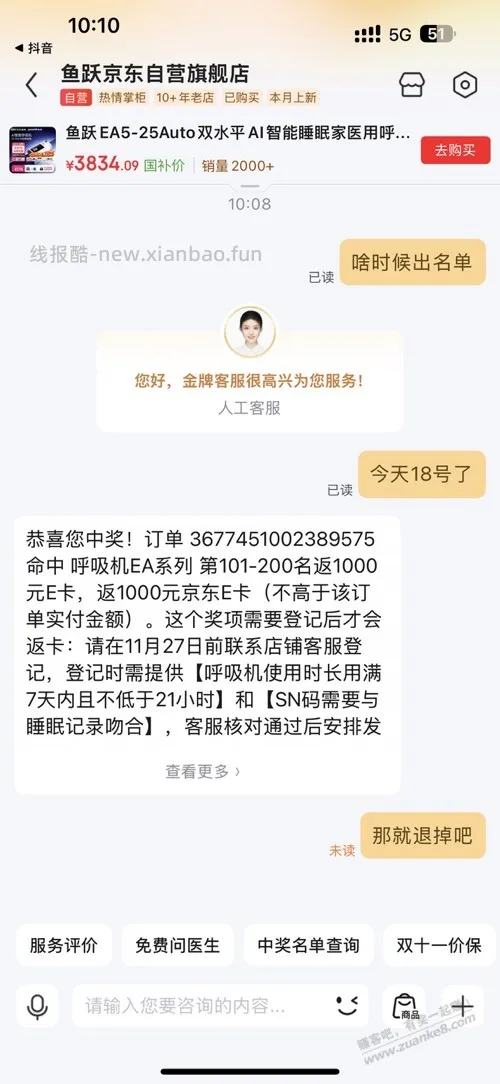 10:10
5G
51
◀ 抖音
鱼跃京东自营旗舰店
自营 热情掌柜 10+年老店 已购买 本月上新
鱼跃EA5-25Auto双水平AI智能睡眠家医用呼...
¥3834.09 国补价 销量 2000+
去购买
10:08
线报酷-new.xianbao.fun
啥时候出名单
已读
您好，金牌客服很高兴为您服务！
人工客服
今天18号了
已读
恭喜您中奖！订单 3677451002389575
命中 呼吸机EA系列 第101-200名返1000
元E卡，返1000元京东E卡（不高于该订
单实付金额）。这个奖项需要登记后才会
返卡：请在11月27日前联系店铺客服登
记，登记时需提供【呼吸机使用时长用满
7天内且不低于21小时】和【SN码需要与
睡眠记录吻合】，客服核对通过后安排发
查看更多 ›
那就退掉吧
未读
服务评价 免费问医生 中奖名单查询 双十一价保
请输入您要咨询的内容...
商品
赚客吧，有奖一起赚！
www.zuanke8.com